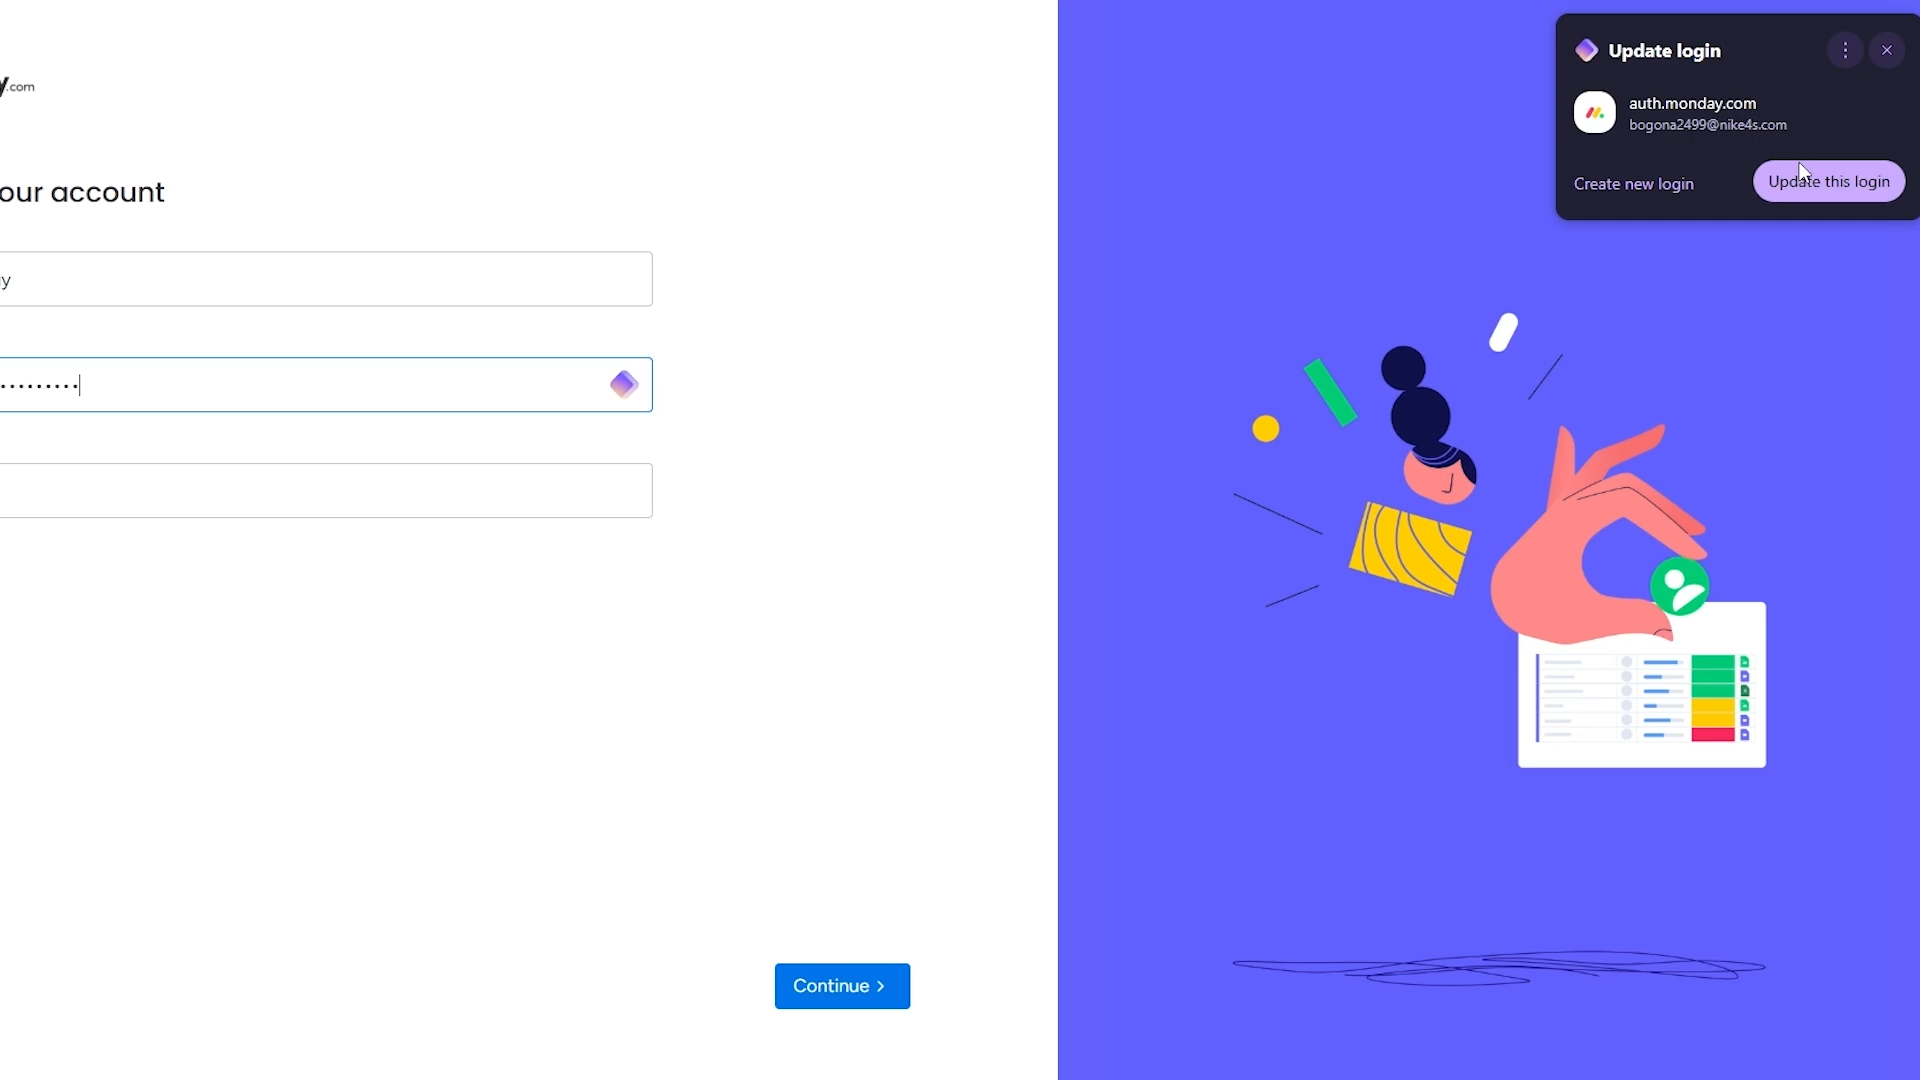 Update login
auth.monday.com
bogona2499@nike4s.com
Create new login
Update this login
y.com
our account
y
Continue